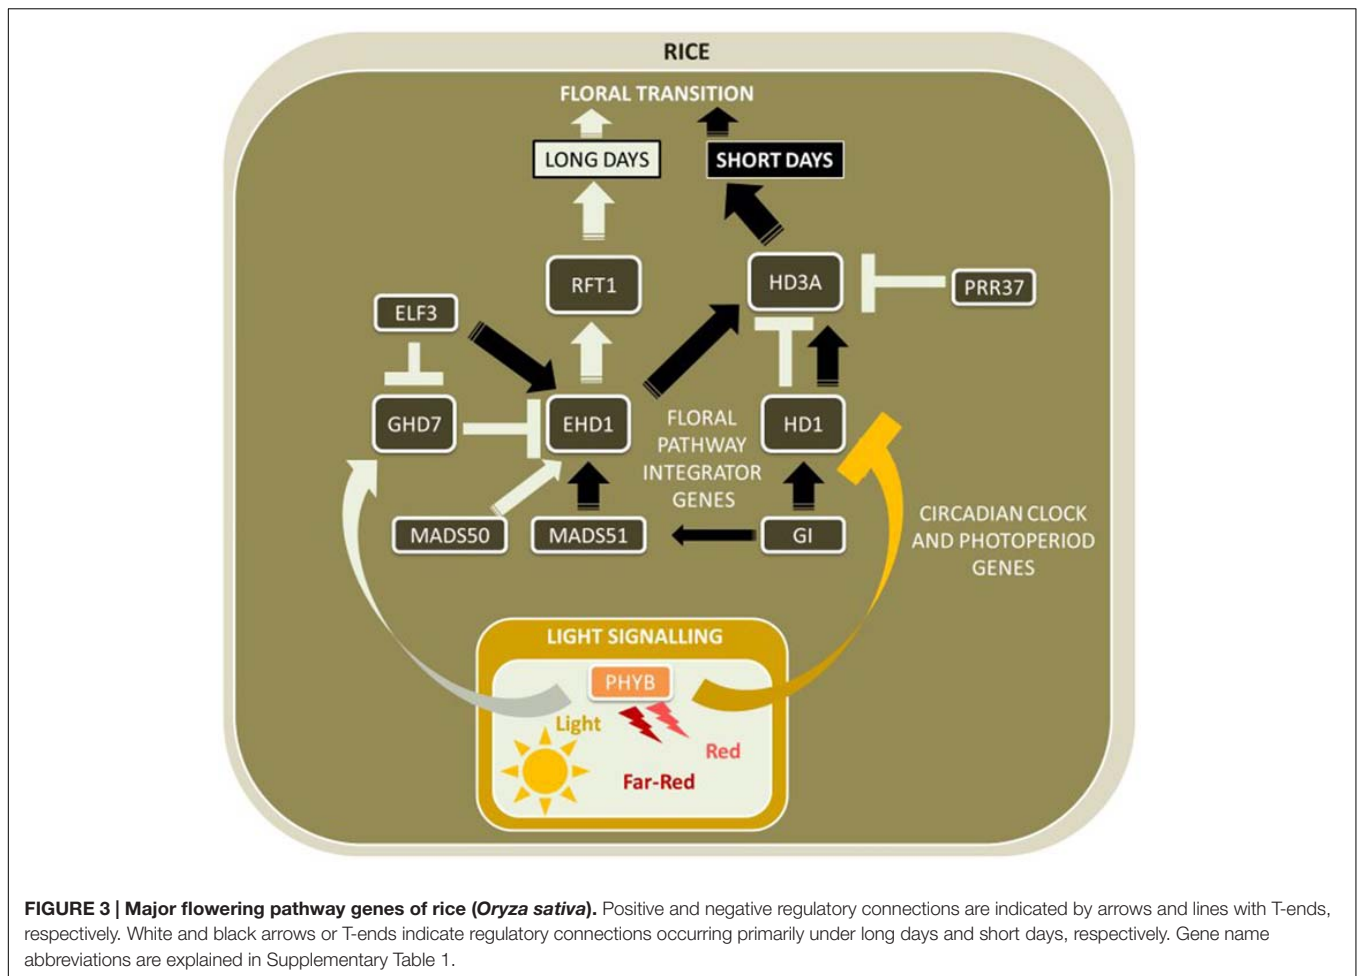 RICE
FLORAL TRANSITION
LONG DAYS
SHORT DAYS
RFT1
HD3A
PRR37
ELF3
GHD7
EHD1
FLORAL
PATHWAY
INTEGRATOR
GENES
HD1
MADS50
MADS51
GI
CIRCADIAN CLOCK
AND PHOTOPERIOD
GENES
LIGHT SIGNALLING
PHYB
Light
Red
Far-Red
FIGURE 3 | Major flowering pathway genes of rice (Oryza sativa). Positive and negative regulatory connections are indicated by arrows and lines with T-ends,
respectively. White and black arrows or T-ends indicate regulatory connections occurring primarily under long days and short days, respectively. Gene name
abbreviations are explained in Supplementary Table 1.